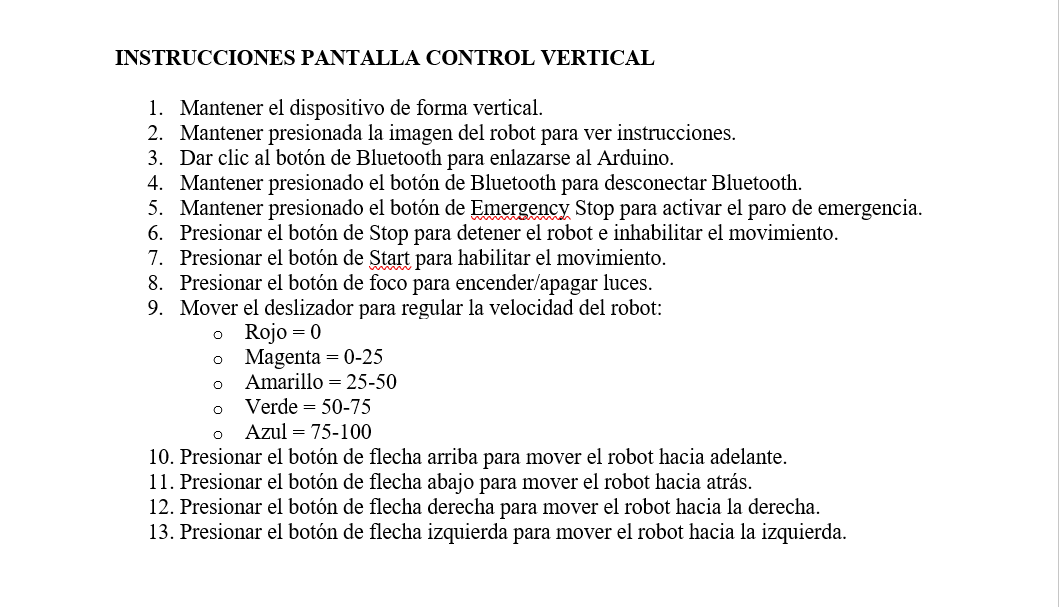 INSTRUCCIONES PANTALLA CONTROL VERTICAL
1. Mantener el dispositivo de forma vertical.
2. Mantener presionada la imagen del robot para ver instrucciones.
3. Dar clic al botón de Bluetooth para enlazarse al Arduino.
4. Mantener presionado el botón de Bluetooth para desconectar Bluetooth.
5. Mantener presionado el botón de Emergency Stop para activar el paro de emergencia.
6. Presionar el botón de Stop para detener el robot e inhabilitar el movimiento.
7. Presionar el botón de Start para habilitar el movimiento.
8. Presionar el botón de foco para encender/apagar luces.
9. Mover el deslizador para regular la velocidad del robot:
o Rojo = 0
o Magenta = 0-25
o Amarillo = 25-50
o Verde = 50-75
o Azul = 75-100
10. Presionar el botón de flecha arriba para mover el robot hacia adelante.
11. Presionar el botón de flecha abajo para mover el robot hacia atrás.
12. Presionar el botón de flecha derecha para mover el robot hacia la derecha.
13. Presionar el botón de flecha izquierda para mover el robot hacia la izquierda.